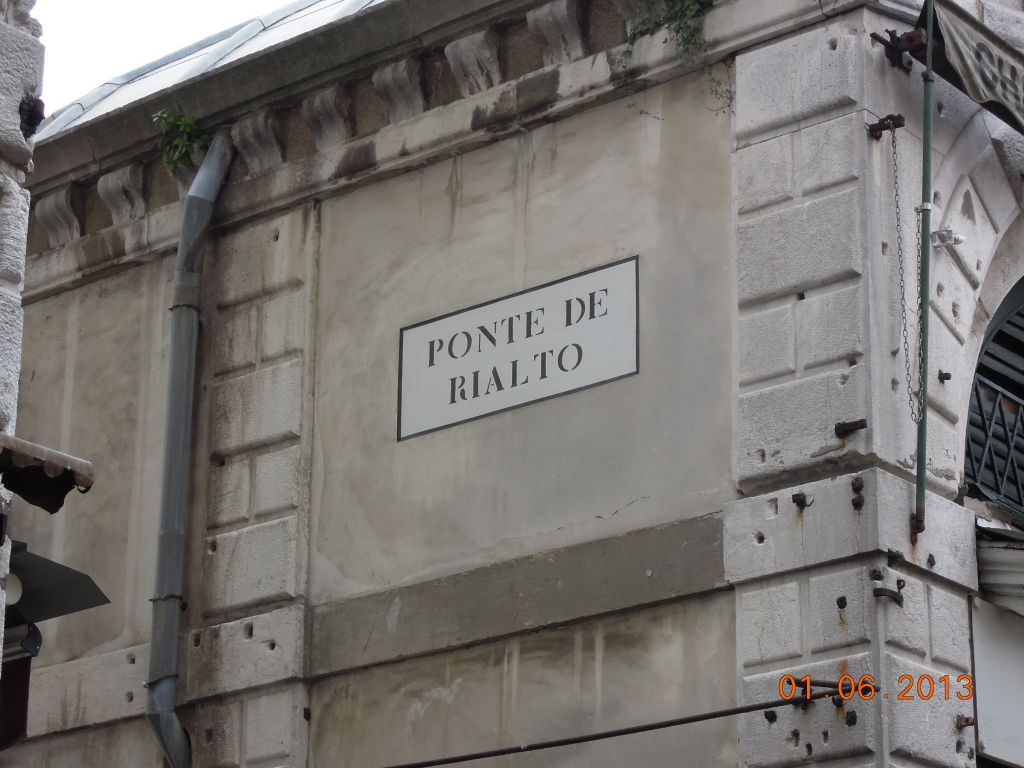 PONTE DE
RIALTO
01.06.2013